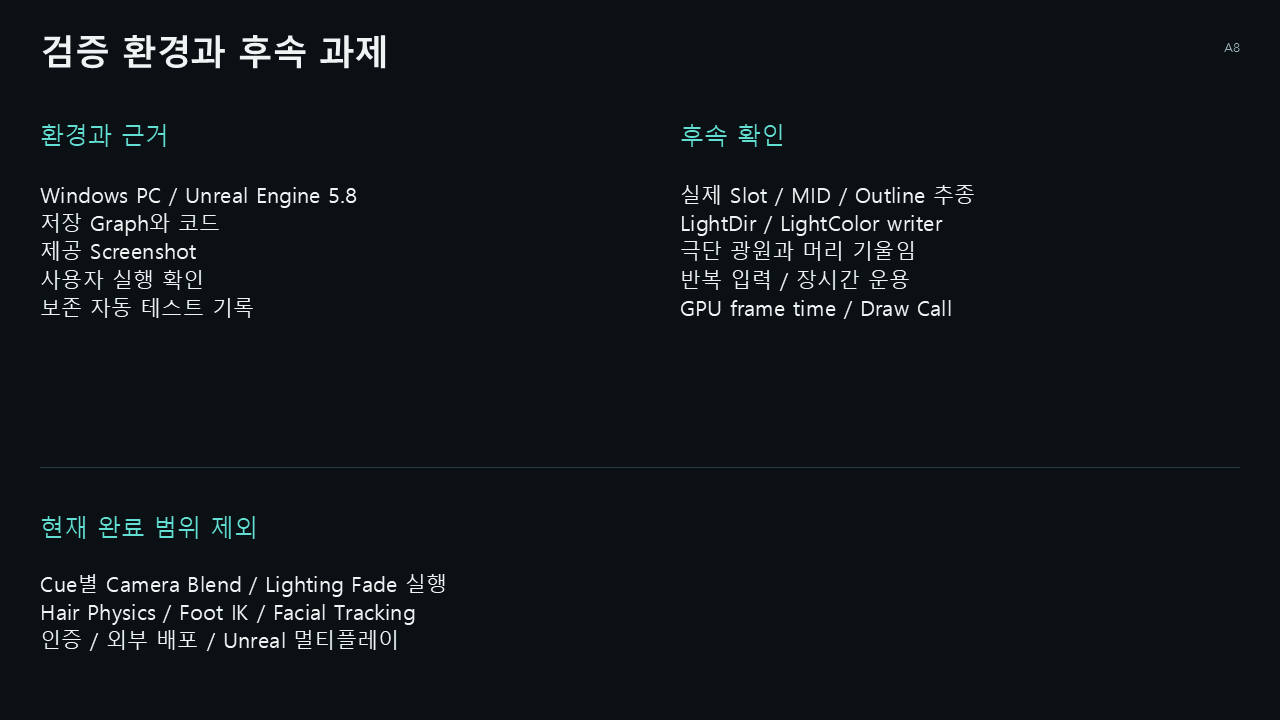 검증 환경과 후속 과제
A8
환경과 근거
Windows PC / Unreal Engine 5.8
저장 Graph와 코드
제공 Screenshot
사용자 실행 확인
보존 자동 테스트 기록
후속 확인
실제 Slot / MID / Outline 추종
LightDir / LightColor writer
극단 광원과 머리 기울임
반복 입력 / 장시간 운용
GPU frame time / Draw Call
현재 완료 범위 제외
Cue별 Camera Blend / Lighting Fade 실행
Hair Physics / Foot IK / Facial Tracking
인증 / 외부 배포 / Unreal 멀티플레이